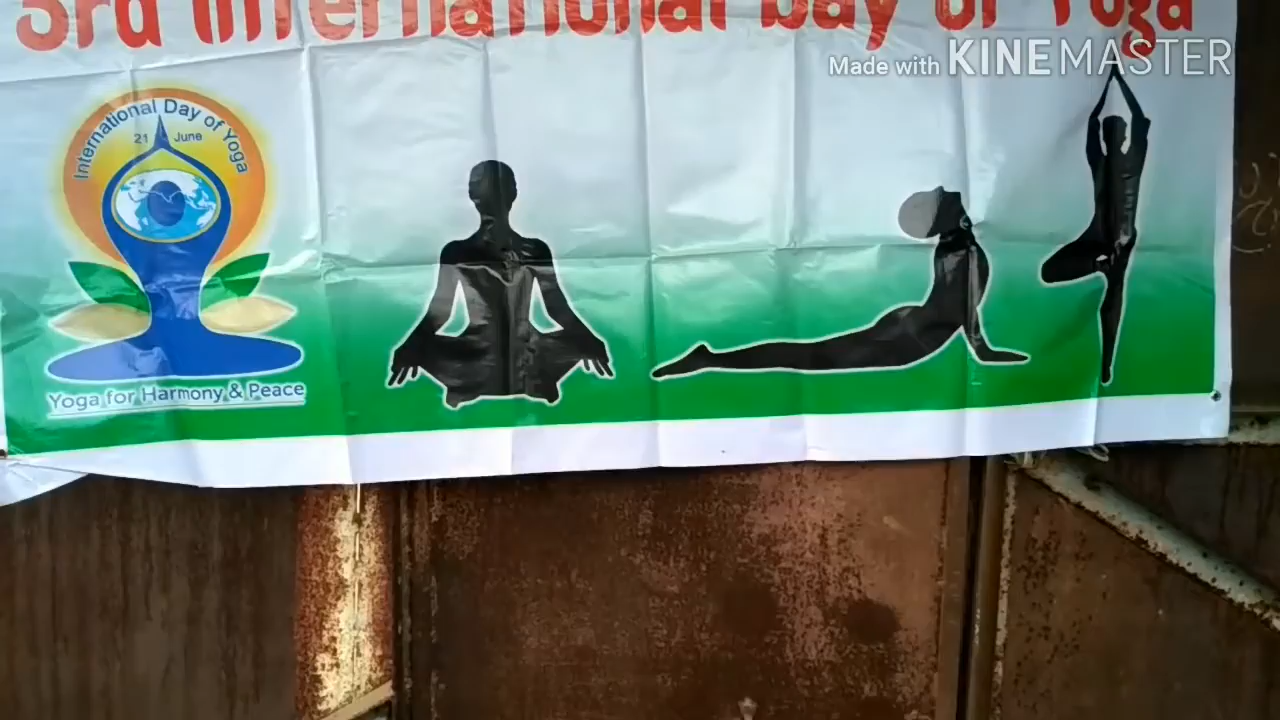 3rd International Day of Yoga
Made with KINEMASTER
International Day of Yoga
21 June
Yoga for Harmony & Peace